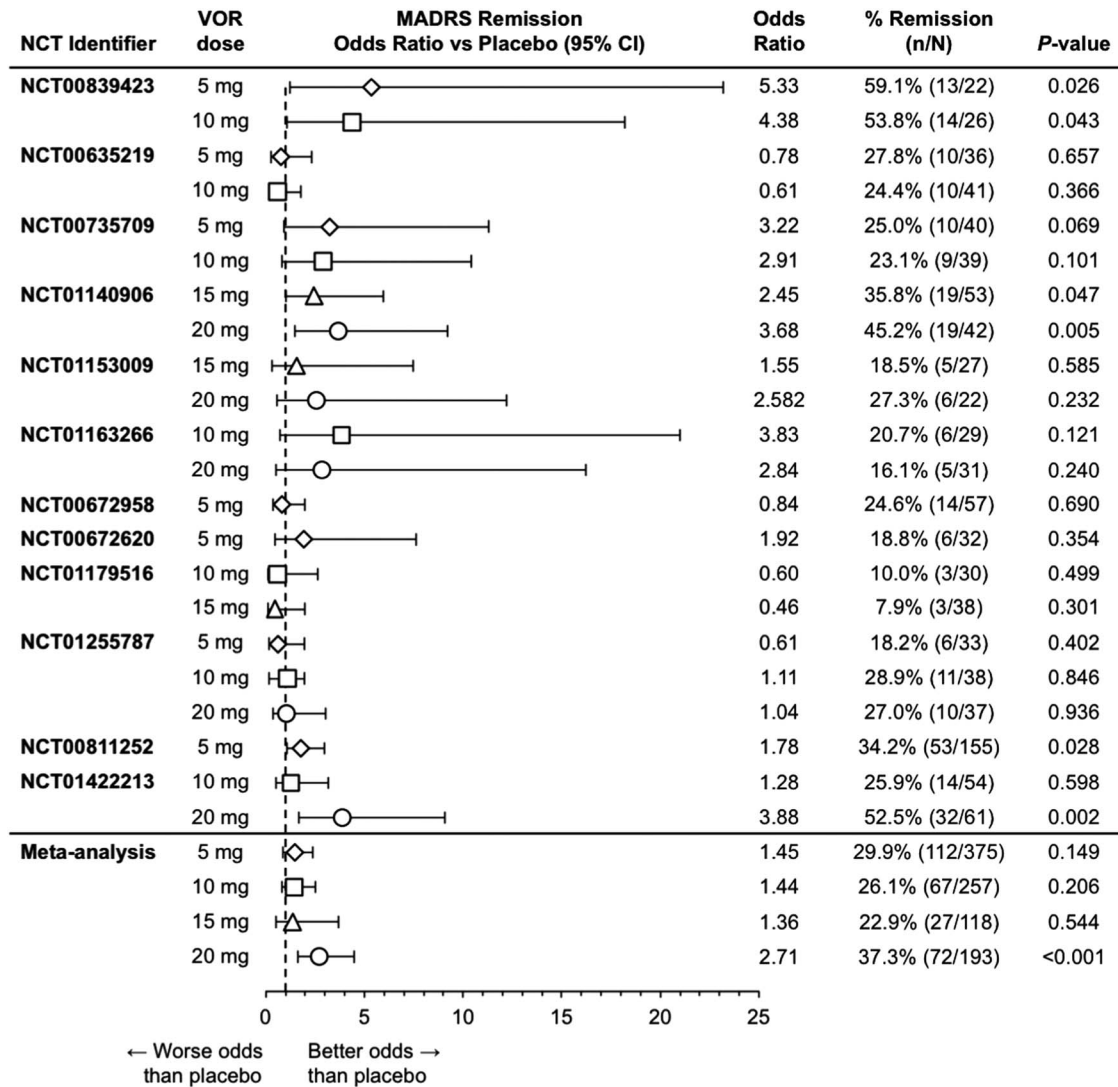 NCT Identifier VOR dose MADRS Remission Odds Ratio vs Placebo (95% CI) Odds Ratio % Remission (n/N) P-value
NCT00839423 5 mg 5.33 59.1% (13/22) 0.026
10 mg 4.38 53.8% (14/26) 0.043
NCT00635219 5 mg 0.78 27.8% (10/36) 0.657
10 mg 0.61 24.4% (10/41) 0.366
NCT00735709 5 mg 3.22 25.0% (10/40) 0.069
10 mg 2.91 23.1% (9/39) 0.101
NCT01140906 15 mg 2.45 35.8% (19/53) 0.047
20 mg 3.68 45.2% (19/42) 0.005
NCT01153009 15 mg 1.55 18.5% (5/27) 0.585
20 mg 2.582 27.3% (6/22) 0.232
NCT01163266 10 mg 3.83 20.7% (6/29) 0.121
20 mg 2.84 16.1% (5/31) 0.240
NCT00672958 5 mg 0.84 24.6% (14/57) 0.690
NCT00672620 5 mg 1.92 18.8% (6/32) 0.354
NCT01179516 10 mg 0.60 10.0% (3/30) 0.499
15 mg 0.46 7.9% (3/38) 0.301
NCT01255787 5 mg 0.61 18.2% (6/33) 0.402
10 mg 1.11 28.9% (11/38) 0.846
20 mg 1.04 27.0% (10/37) 0.936
NCT00811252 5 mg 1.78 34.2% (53/155) 0.028
NCT01422213 10 mg 1.28 25.9% (14/54) 0.598
20 mg 3.88 52.5% (32/61) 0.002
Meta-analysis 5 mg 1.45 29.9% (112/375) 0.149
10 mg 1.44 26.1% (67/257) 0.206
15 mg 1.36 22.9% (27/118) 0.544
20 mg 2.71 37.3% (72/193) <0.001
0 5 10 15 20 25
← Worse odds than placebo
Better odds → than placebo